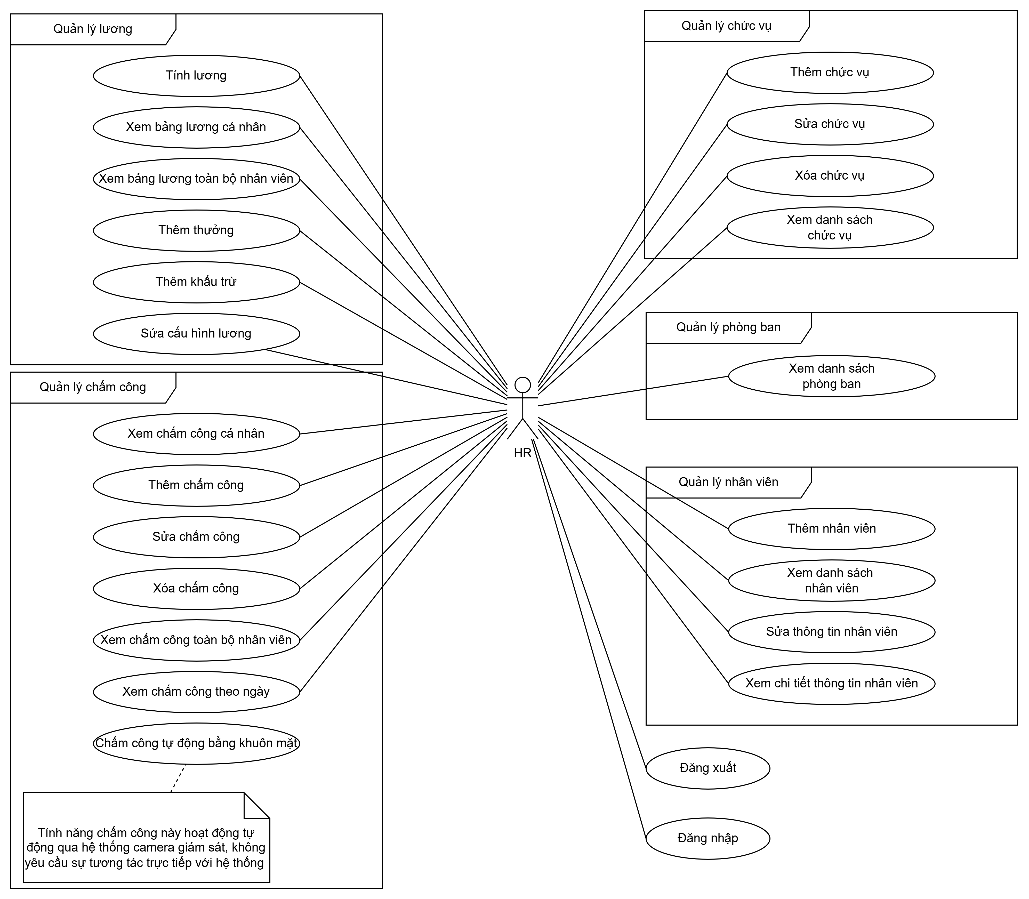 Quản lý lương
Tính lương
Xem bảng lương cá nhân
Xem bảng lương toàn bộ nhân viên
Thêm thưởng
Thêm khấu trừ
Sửa cấu hình lương
Quản lý chấm công
Xem chấm công cá nhân
Thêm chấm công
Sửa chấm công
Xóa chấm công
Xem chấm công toàn bộ nhân viên
Xem chấm công theo ngày
Chấm công tự động bằng khuôn mặt
Tính năng chấm công này hoạt động tự
động qua hệ thống camera giám sát, không
yêu cầu sự tương tác trực tiếp với hệ thống
HR
Quản lý chức vụ
Thêm chức vụ
Sửa chức vụ
Xóa chức vụ
Xem danh sách
chức vụ
Quản lý phòng ban
Xem danh sách
phòng ban
Quản lý nhân viên
Thêm nhân viên
Xem danh sách
nhân viên
Sửa thông tin nhân viên
Xem chi tiết thông tin nhân viên
Đăng xuất
Đăng nhập